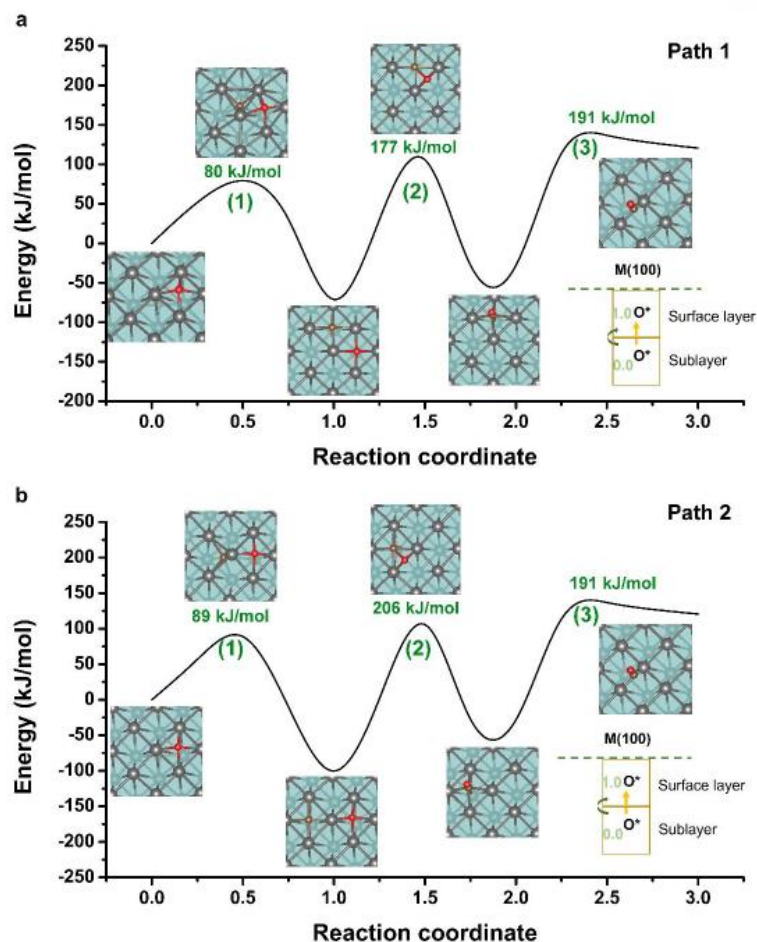 a
Path 1
Energy (kJ/mol)
250
200
150
100
50
0
-50
-100
-150
-200
80 kJ/mol
(1)
177 kJ/mol
(2)
191 kJ/mol
(3)
M(100)
1.0 O*
Surface layer
0.0 O*
Sublayer
0.0 0.5 1.0 1.5 2.0 2.5 3.0
Reaction coordinate
b
Path 2
Energy (kJ/mol)
250
200
150
100
50
0
-50
-100
-150
-200
-250
89 kJ/mol
(1)
206 kJ/mol
(2)
191 kJ/mol
(3)
M(100)
1.0 O*
Surface layer
0.0 O*
Sublayer
0.0 0.5 1.0 1.5 2.0 2.5 3.0
Reaction coordinate